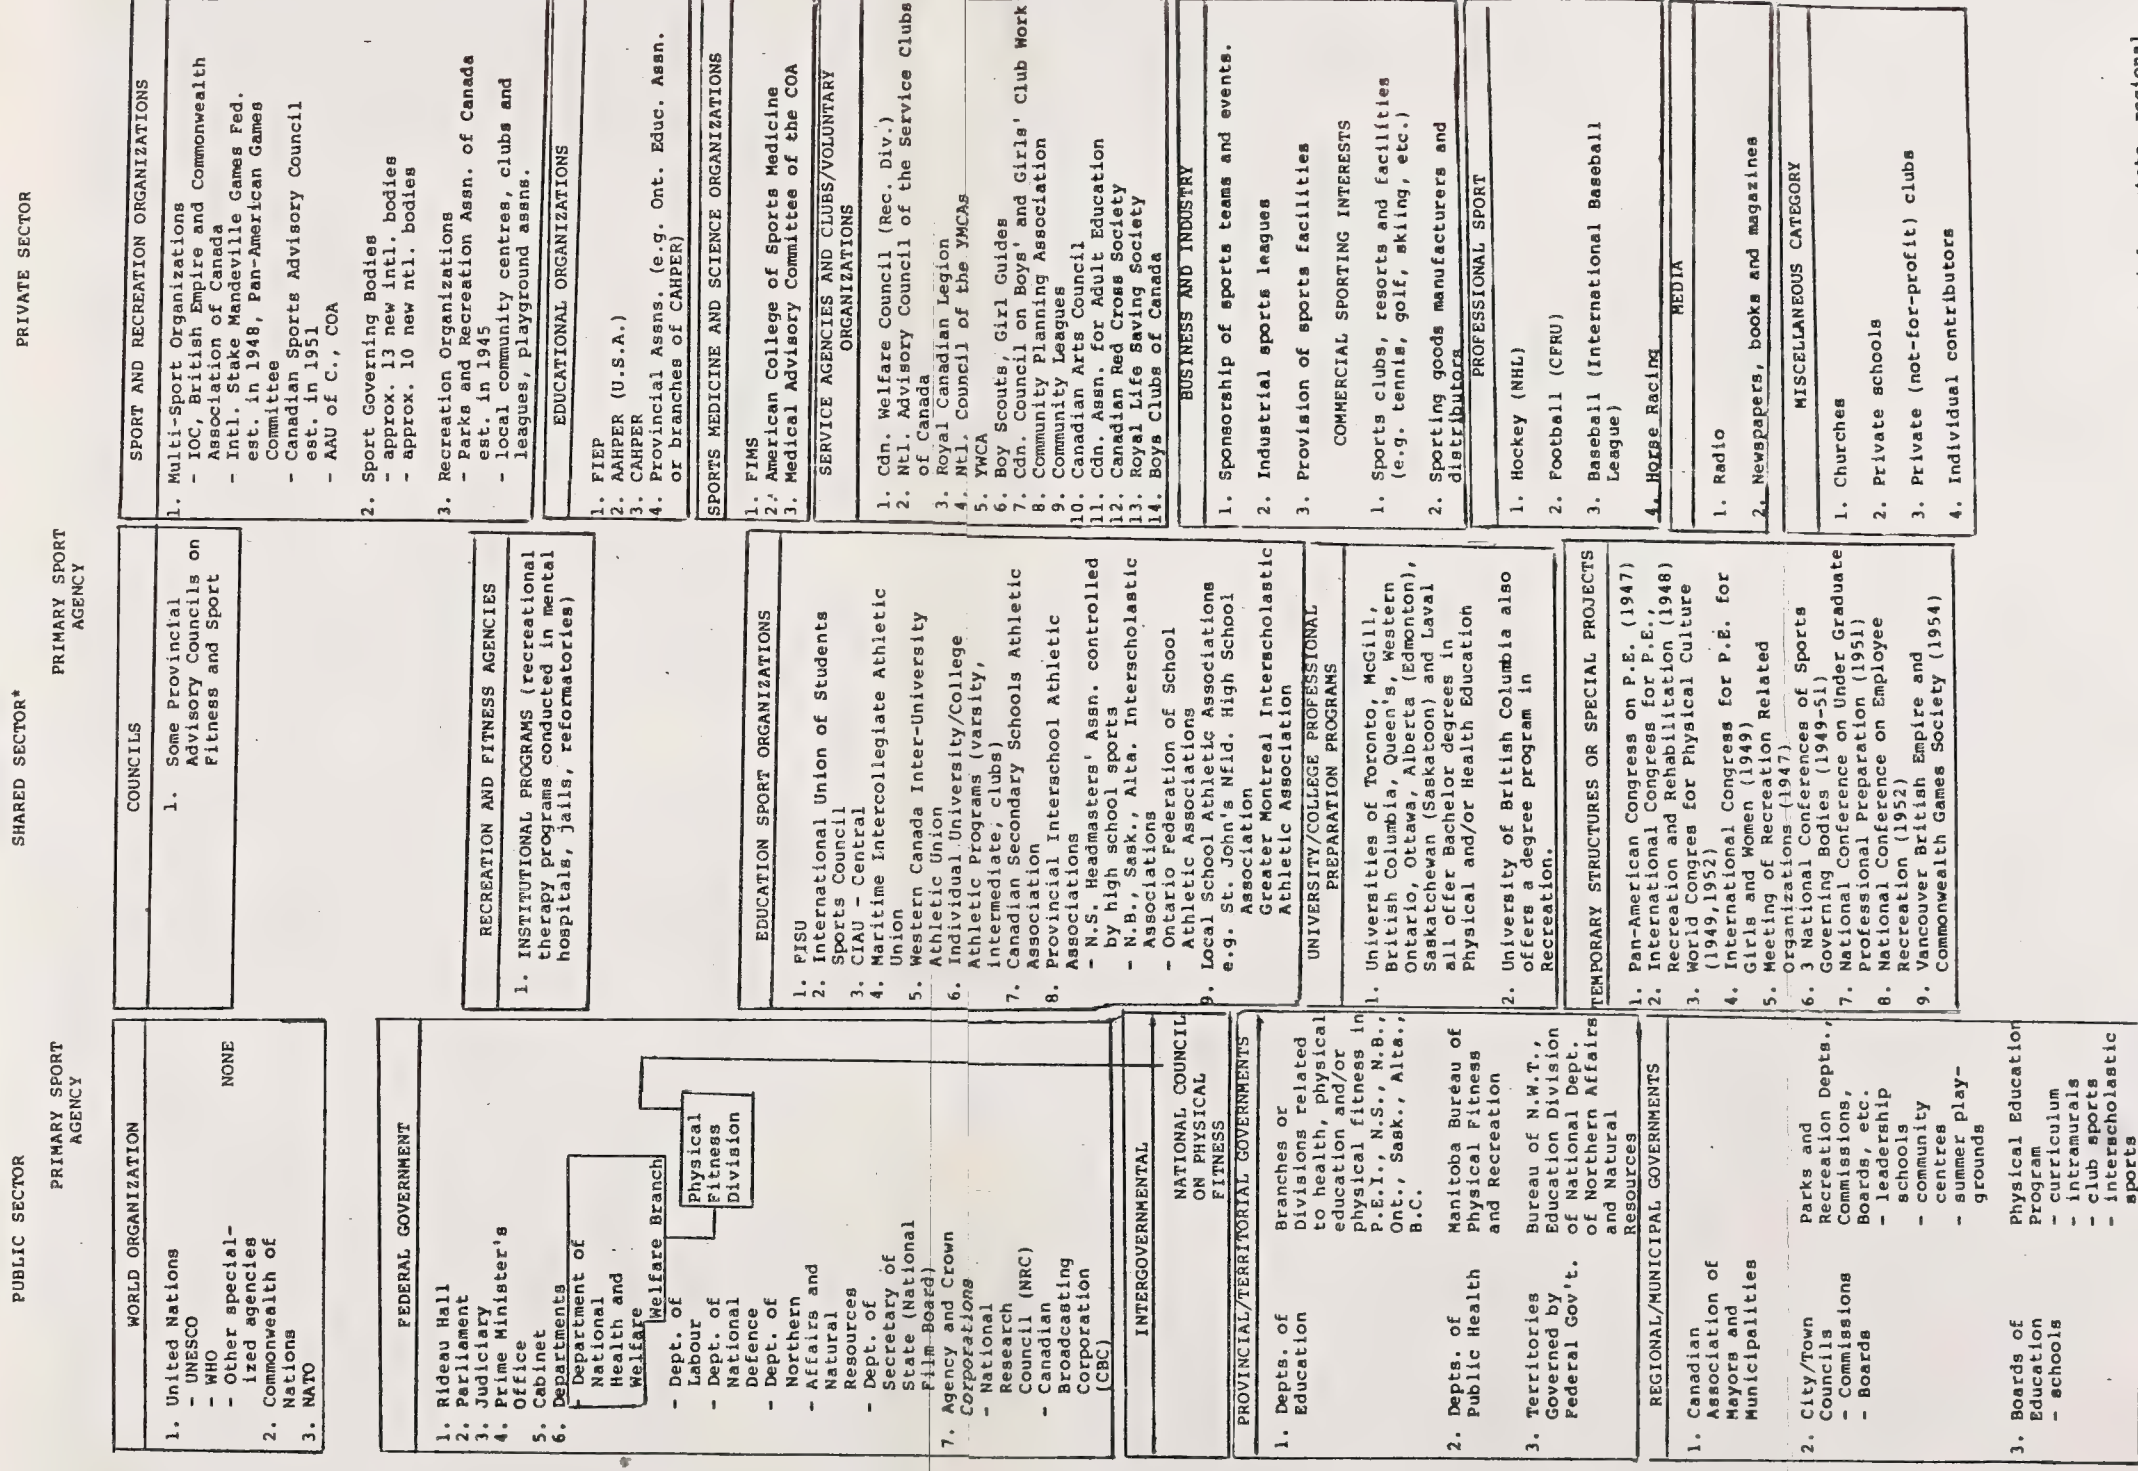 PUBLIC SECTOR
SHARED SECTOR*
PRIVATE SECTOR
PRIMARY SPORT
AGENCY
PRIMARY SPORT
AGENCY
WORLD ORGANIZATION
1. United Nations
- UNESCO
- WHO
NONE
- Other special-
ized agencies
2. Commonwealth of
Nations
3. NATO
FEDERAL GOVERNMENT
1. Rideau Hall
2. Parliament
3. Judiciary
4. Prime Minister's
Office
5. Cabinet
6. Departments
- Department of
National
Health and
Welfare
Welfare Branch
Physical
Fitness
Division
- Dept. of
Labour
- Dept. of
National
Defence
- Dept. of
Northern
- Affairs and
Natural
Resources
- Dept. of
Secretary of
State (National
Film Board)
7. Agency and Crown
Corporations
- National
Research
Council (NRC)
- Canadian
Broadcasting
Corporation
(CBC)
INTERGOVERNMENTAL
NATIONAL COUNCIL
ON PHYSICAL
FITNESS
PROVINCIAL/TERRITORIAL GOVERNMENTS
1. Depts. of
Education
Branches or
Divisions related
to health, physical
education and/or
physical fitness in
P.E.I., N.S., N.B.,
Ont., Sask., Alta.,
B.C.
2. Depts. of
Public Health
Manitoba Bureau of
Physical Fitness
and Recreation
3. Territories
Governed by
Federal Gov't.
Bureau of N.W.T.,
Education Division
of National Dept.
of Northern Affairs
and Natural
Resources
REGIONAL/MUNICIPAL GOVERNMENTS
1. Canadian
Association of
Mayors and
Municipalities
2. City/Town
Councils
- Commissions
- Boards
Parks and
Recreation Depts.,
Commissions,
Boards, etc.
- leadership
schools
- community
centres
- summer play-
grounds
3. Boards of
Education
- schools
Physical Education
Program
- curriculum
- intramurals
- club sports
- interscholastic
sports
COUNCILS
1. Some Provincial
Advisory Councils on
Fitness and Sport
RECREATION AND FITNESS AGENCIES
1. INSTITUTIONAL PROGRAMS (recreational
therapy programs conducted in mental
hospitals, jails, reformatories)
EDUCATION SPORT ORGANIZATIONS
1. FISU
2. International Union of Students
Sports Council
3. CIAU - Central
4. Maritime Intercollegiate Athletic
Union
5. Western Canada Inter-University
Athletic Union
6. Individual University/College
Athletic Programs (varsity,
intermediate, clubs)
7. Canadian Secondary Schools Athletic
Association
8. Provincial Interschool Athletic
Associations
- N.S. Headmasters' Assn. controlled
by high school sports
- N.B., Sask., Alta. Interscholastic
Associations
- Ontario Federation of School
Athletic Associations
9. Local School Athletic Associations
e.g. St. John's Nfld. High School
Association
Greater Montreal Interscholastic
Athletic Association
UNIVERSITY/COLLEGE PROFESSIONAL
PREPARATION PROGRAMS
1. Universities of Toronto, McGill,
British Columbia, Queen's, Western
Ontario, Ottawa, Alberta (Edmonton),
Saskatchewan (Saskatoon) and Laval
all offer Bachelor degrees in
Physical and/or Health Education
2. University of British Columbia also
offers a degree program in
Recreation.
TEMPORARY STRUCTURES OR SPECIAL PROJECTS
1. Pan-American Congress on P.E. (1947)
2. International Congress for P.E.,
Recreation and Rehabilitation (1948)
3. World Congres for Physical Culture
(1949,1952)
4. International Congress for P.E. for
Girls and Women (1949)
5. Meeting of Recreation Related
Organizations (1947)
6. 3 National Conferences of Sports
Governing Bodies (1949-51)
7. National Conference on Under Graduate
Professional Preparation (1951)
8. National Conference on Employee
Recreation (1952)
9. Vancouver British Empire and
Commonwealth Games Society (1954)
SPORT AND RECREATION ORGANIZATIONS
1. Multi-Sport Organizations
- IOC, British Empire and Commonwealth
Association of Canada
- Intl. Stake Mandeville Games Fed.
est. in 1948, Pan-American Games
Committee
- Canadian Sports Advisory Council
est. in 1951
- AAU of C., COA
2. Sport Governing Bodies
- approx. 13 new intl. bodies
- approx. 10 new ntl. bodies
3. Recreation Organizations
- Parks and Recreation Assn. of Canada
est. in 1945
- local community centres, clubs and
leagues, playground assns.
EDUCATIONAL ORGANIZATIONS
1. FIEP
2. AAHPER (U.S.A.)
3. CAHPER
4. Provincial Assns. (e.g. Ont. Educ. Assn.
or branches of CAHPER)
SPORTS MEDICINE AND SCIENCE ORGANIZATIONS
1. FIMS
2. American College of Sports Medicine
3. Medical Advisory Committee of the COA
SERVICE AGENCIES AND CLUBS/VOLUNTARY
ORGANIZATIONS
1. Cdn. Welfare Council (Rec. Div.)
2. Ntl. Advisory Council of the Service Clubs
of Canada
3. Royal Canadian Legion
4. Ntl. Council of the YMCAs
5. YWCA
6. Boy Scouts, Girl Guides
7. Cdn. Council on Boys' and Girls' Club Work
8. Community Planning Association
9. Community Leagues
10. Canadian Arts Council
11. Cdn. Assn. for Adult Education
12. Canadian Red Cross Society
13. Royal Life Saving Society
14. Boys Clubs of Canada
BUSINESS AND INDUSTRY
1. Sponsorship of sports teams and events.
2. Industrial sports leagues
3. Provision of sports facilities
COMMERCIAL SPORTING INTERESTS
1. Sports clubs, resorts and facilities
(e.g. tennis, golf, skiing, etc.)
2. Sporting goods manufacturers and
distributors
PROFESSIONAL SPORT
1. Hockey (NHL)
2. Football (CFRU)
3. Baseball (International Baseball
League)
4. Horse Racing
MEDIA
1. Radio
2. Newspapers, books and magazines
MISCELLANEOUS CATEGORY
1. Churches
2. Private schools
3. Private (not-for-profit) clubs
4. Individual contributors